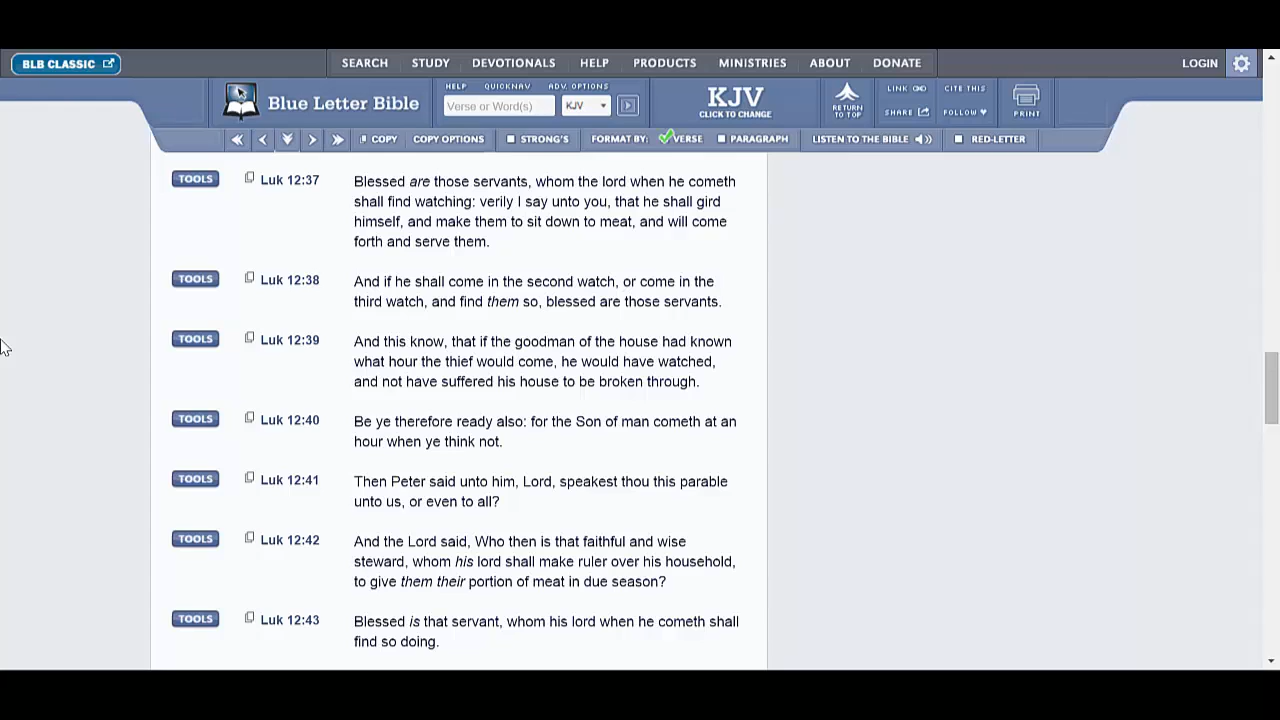 BLB CLASSIC
SEARCH STUDY DEVOTIONALS HELP PRODUCTS MINISTRIES ABOUT DONATE
LOGIN
Blue Letter Bible
HELP QUICKNAV ADV. OPTIONS
Verse or Word(s) KJV
KJV
CLICK TO CHANGE
RETURN
TO TOP
LINK CITE THIS
SHARE FOLLOW
PRINT
COPY COPY OPTIONS STRONG'S FORMAT BY: VERSE PARAGRAPH LISTEN TO THE BIBLE RED-LETTER
TOOLS Luk 12:37 Blessed are those servants, whom the lord when he cometh
shall find watching: verily I say unto you, that he shall gird
himself, and make them to sit down to meat, and will come
forth and serve them.
TOOLS Luk 12:38 And if he shall come in the second watch, or come in the
third watch, and find them so, blessed are those servants.
TOOLS Luk 12:39 And this know, that if the goodman of the house had known
what hour the thief would come, he would have watched,
and not have suffered his house to be broken through.
TOOLS Luk 12:40 Be ye therefore ready also: for the Son of man cometh at an
hour when ye think not.
TOOLS Luk 12:41 Then Peter said unto him, Lord, speakest thou this parable
unto us, or even to all?
TOOLS Luk 12:42 And the Lord said, Who then is that faithful and wise
steward, whom his lord shall make ruler over his household,
to give them their portion of meat in due season?
TOOLS Luk 12:43 Blessed is that servant, whom his lord when he cometh shall
find so doing.